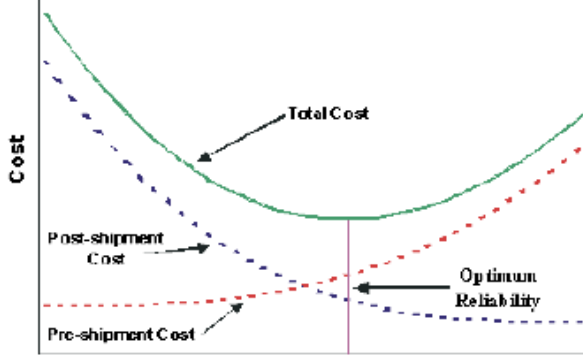 Total Cost
Cost
Post-shipment
Cost
Optimum
Reliability
Pre-shipment Cost